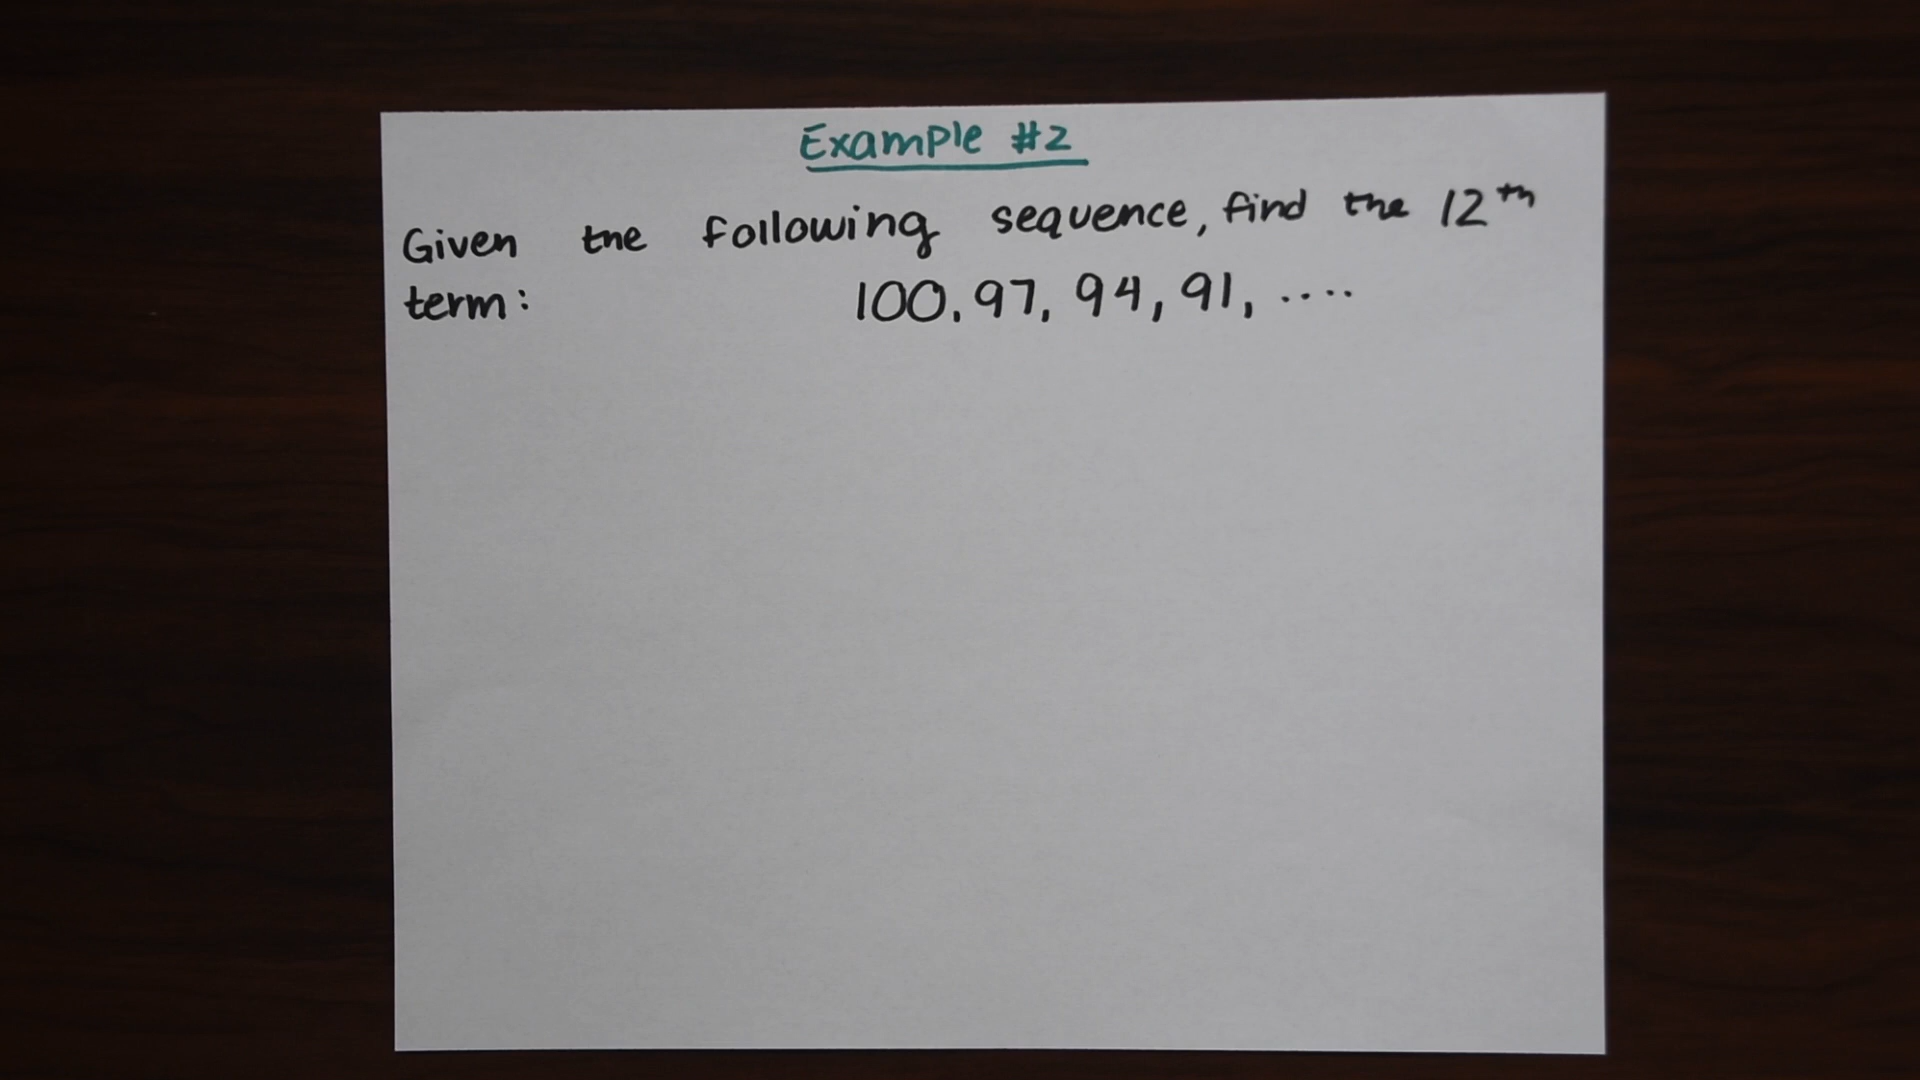 Example #2
Given the following sequence, find the 12th
term: 100, 97, 94, 91, ....